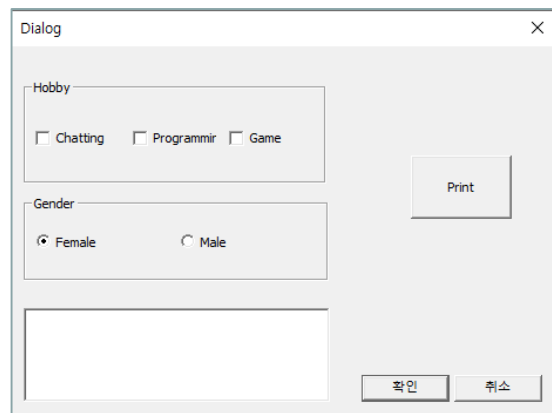 Dialog
Hobby
Chatting Programmir Game
Print
Gender
Female Male
확인 취소